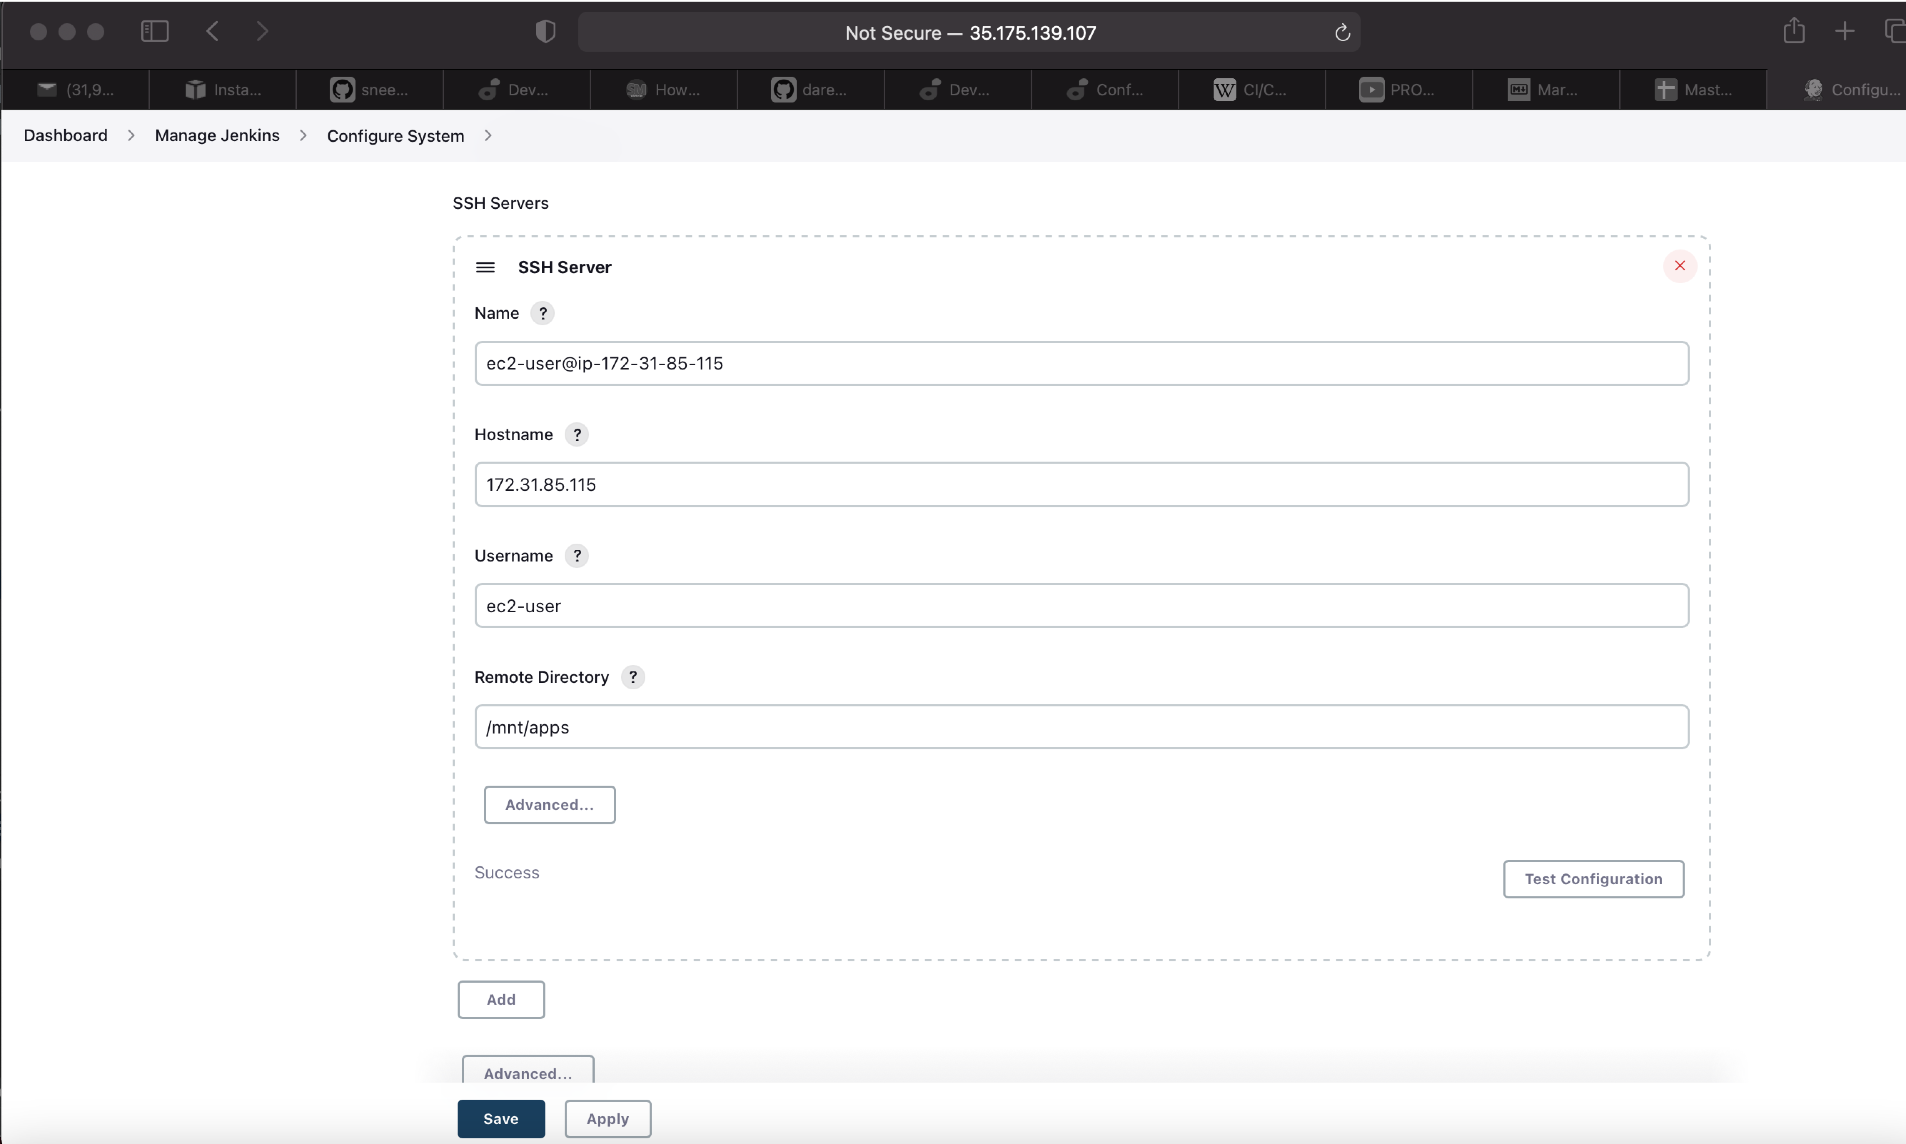 Not Secure — 35.175.139.107
(31,9... Insta... snee... Dev... How... dare... Dev... Conf... W CI/C... PRO... Mar... Mast... Configu...
Dashboard > Manage Jenkins > Configure System >
SSH Servers
SSH Server
Name ?
ec2-user@ip-172-31-85-115
Hostname ?
172.31.85.115
Username ?
ec2-user
Remote Directory ?
/mnt/apps
Advanced...
Success
Test Configuration
Add
Advanced...
Save Apply